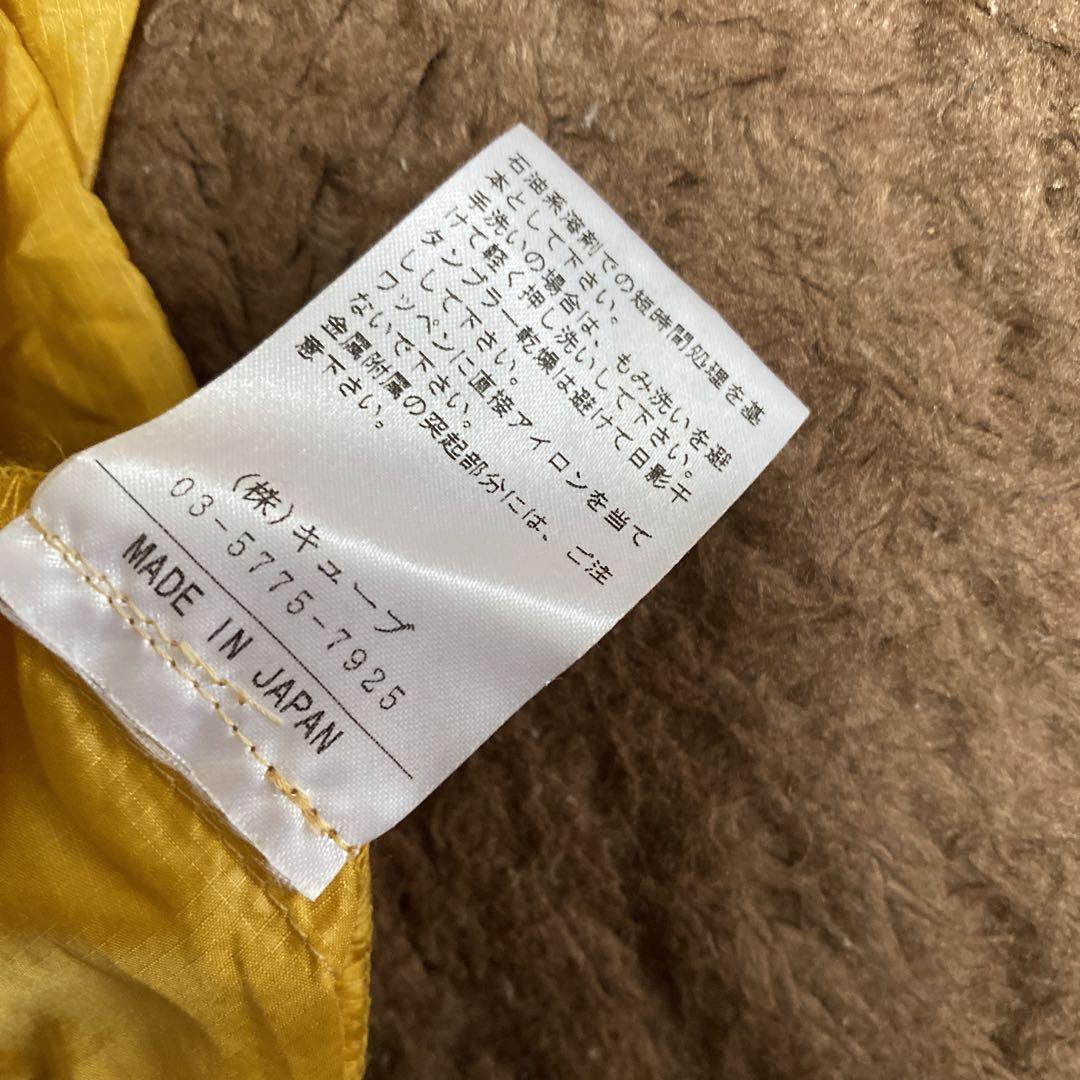 石油系溶剤での短時間処理を基
本として下さい。
手洗いの場合は、もみ洗いを避
けて軽く押し洗いして下さい。
タンブラー乾燥は避けて日影干
しして下さい。
ワッペンに直接アイロンを当て
ないで下さい。
金属附属の突起部分には、ご注
意下さい。
(株)キューブ
03-5775-7925
MADE IN JAPAN